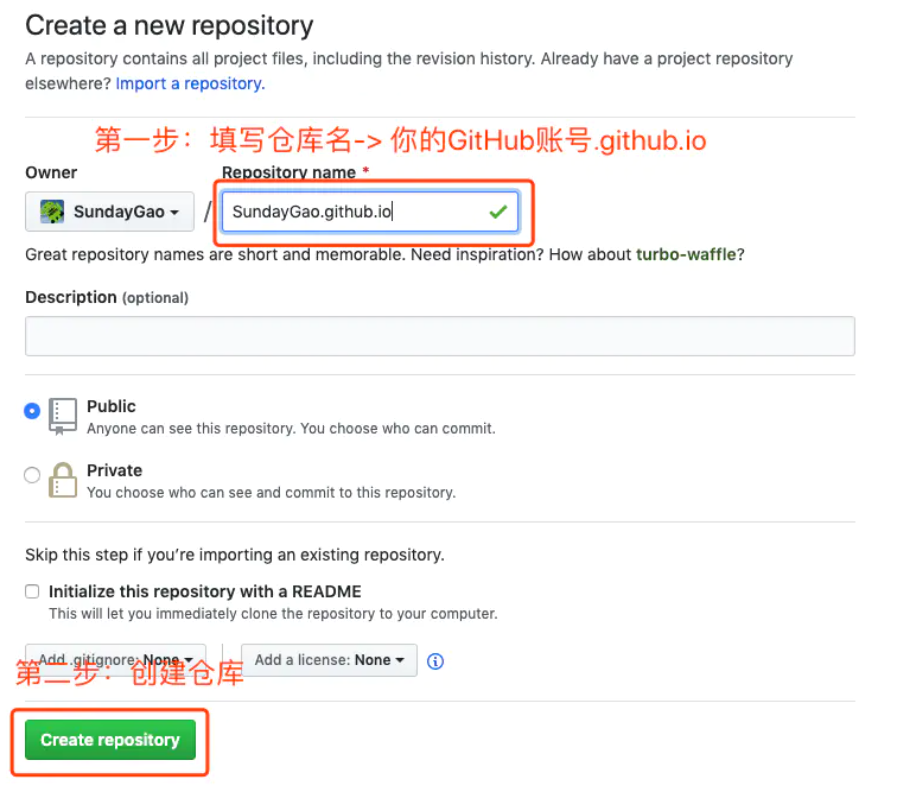 Create a new repository
A repository contains all project files, including the revision history. Already have a project repository
elsewhere? Import a repository.
第一步：填写仓库名-> 你的GitHub账号.github.io
Owner
Repository name *
SundayGao
/
SundayGao.github.io
Great repository names are short and memorable. Need inspiration? How about turbo-waffle?
Description (optional)
Public
Anyone can see this repository. You choose who can commit.
Private
You choose who can see and commit to this repository.
Skip this step if you’re importing an existing repository.
Initialize this repository with a README
This will let you immediately clone the repository to your computer.
Add .gitignore: None
Add a license: None
第二步：创建仓库
Create repository